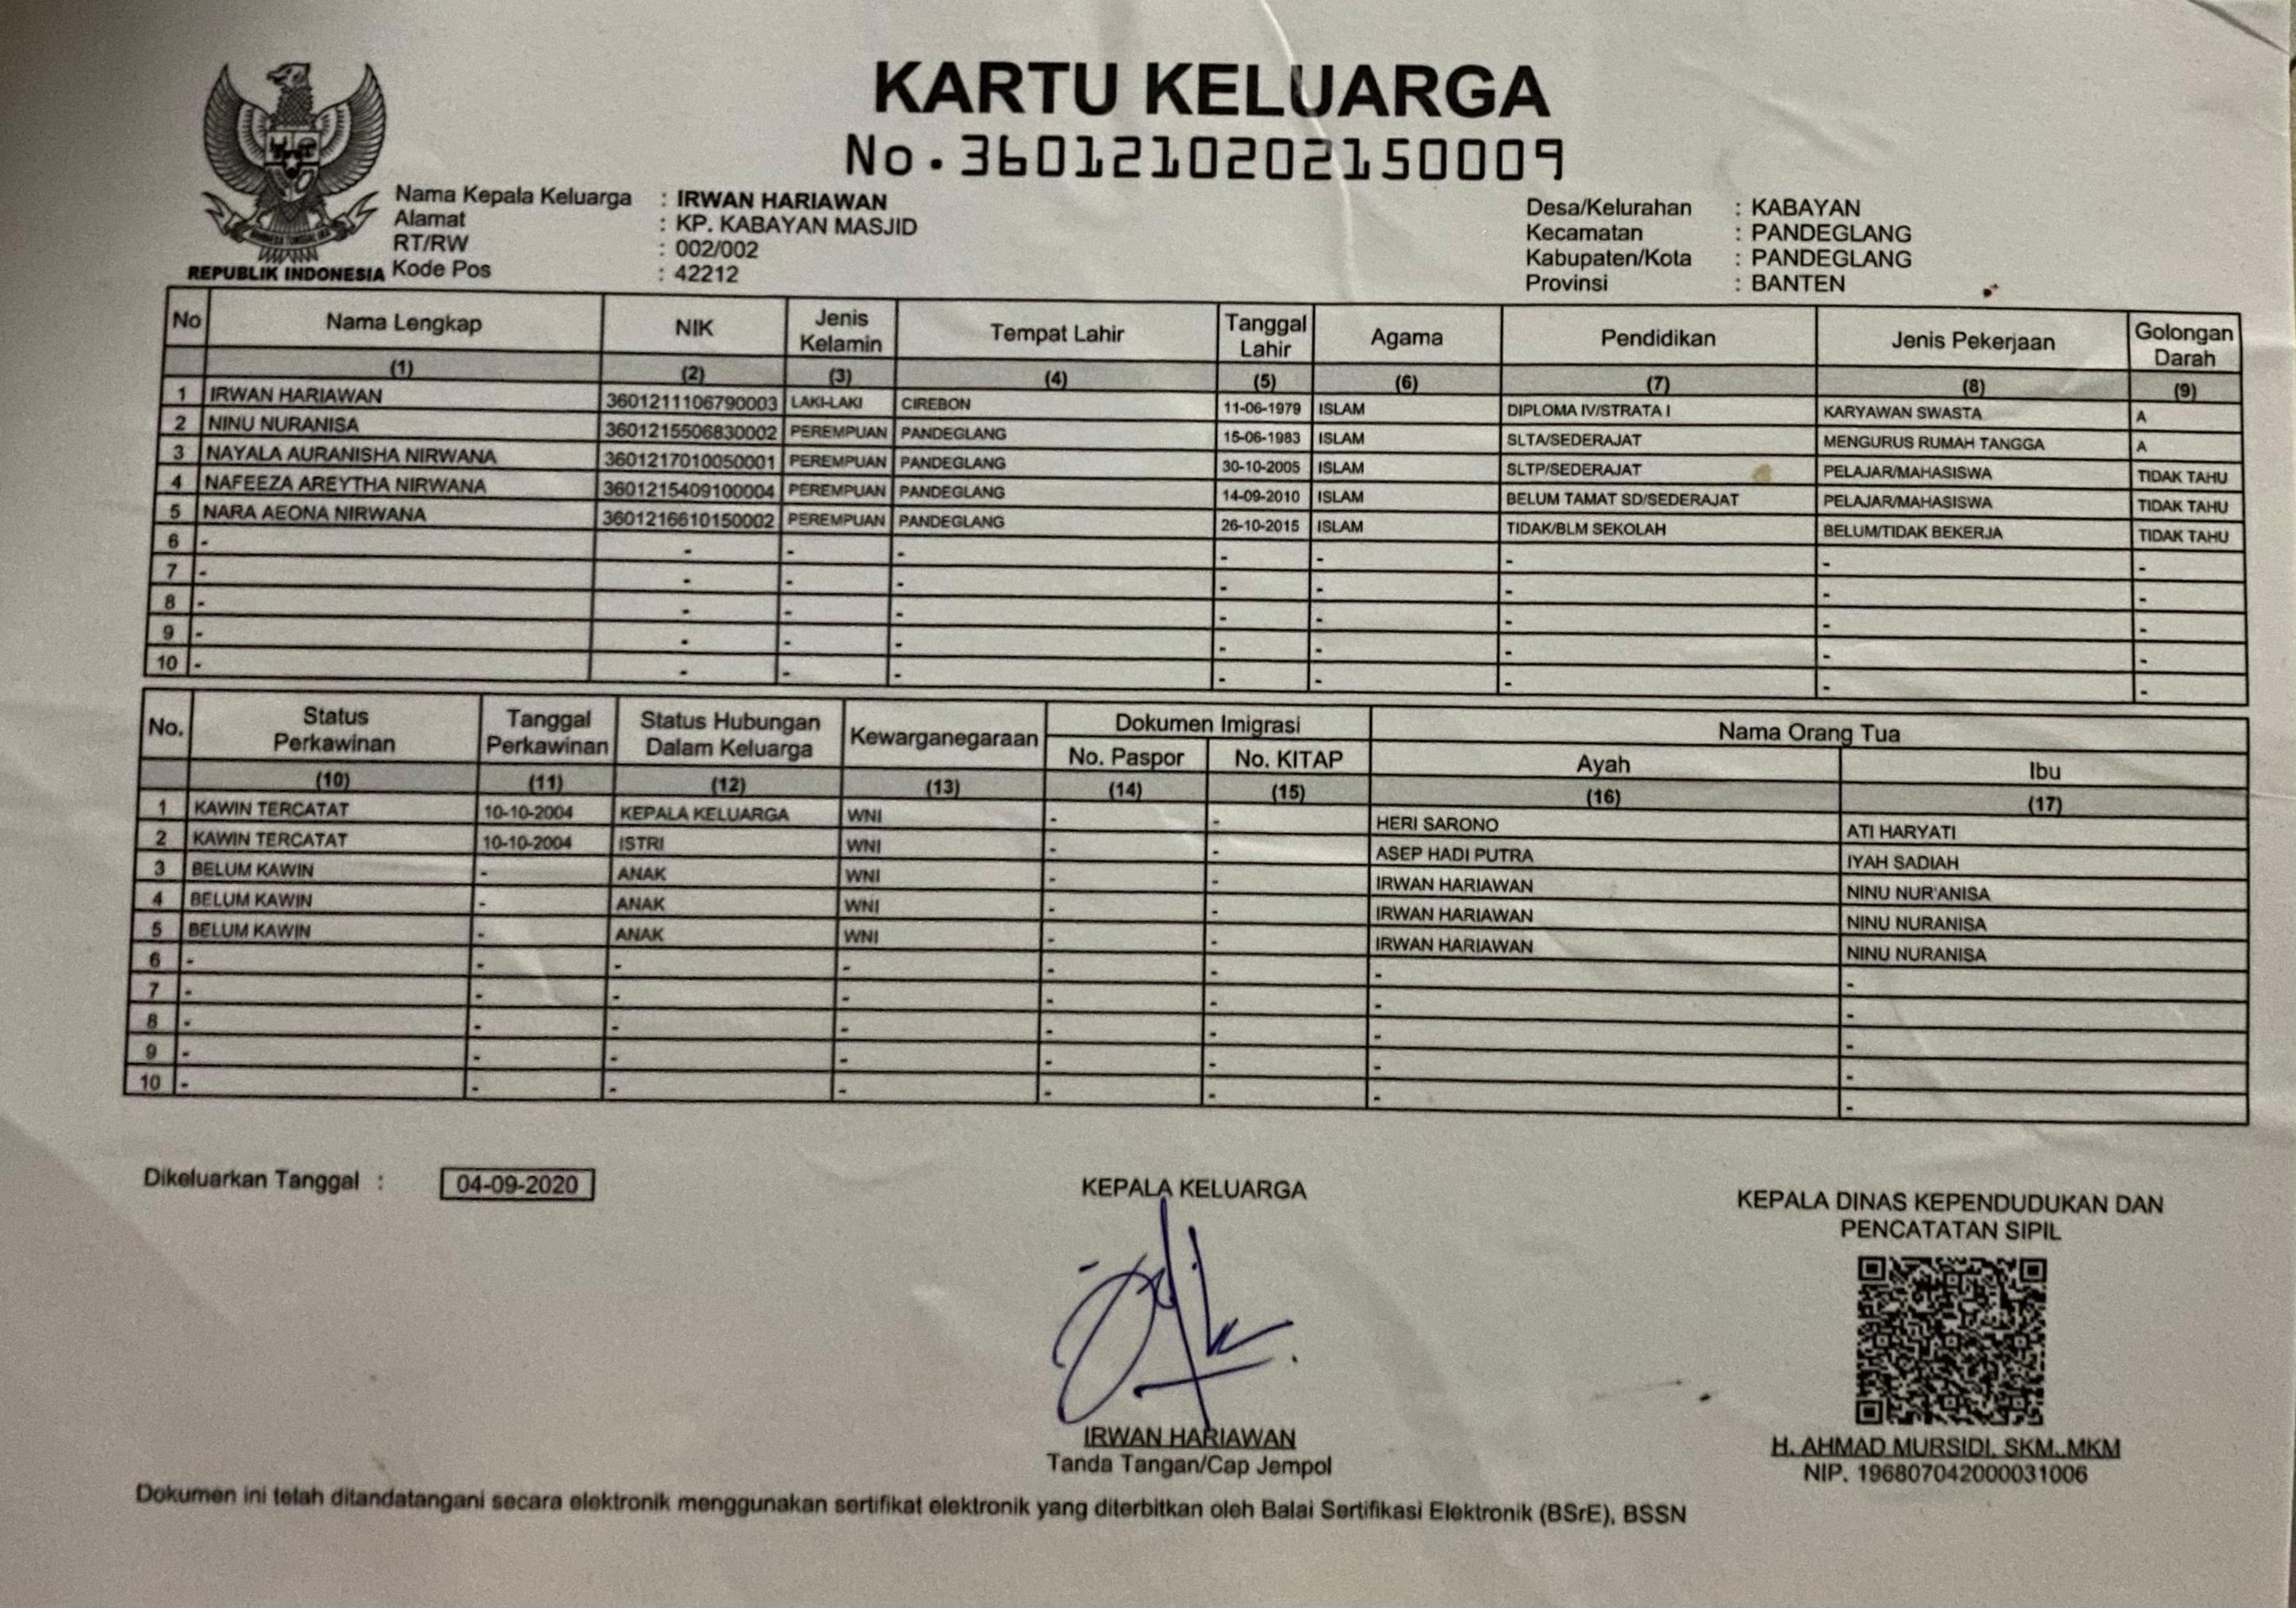 KARTU KELUARGA
No.3601210202150009
REPUBLIK INDONESIA
Nama Kepala Keluarga : IRWAN HARIAWAN
Alamat : KP. KABAYAN MASJID
RT/RW : 002/002
Kode Pos : 42212
Desa/Kelurahan : KABAYAN
Kecamatan : PANDEGLANG
Kabupaten/Kota : PANDEGLANG
Provinsi : BANTEN
No Nama Lengkap NIK Jenis Kelamin Tempat Lahir Tanggal Lahir Agama Pendidikan Jenis Pekerjaan Golongan Darah
(1) (2) (3) (4) (5) (6) (7) (8) (9)
1 IRWAN HARIAWAN 3601211106790003 LAKI-LAKI CIREBON 11-06-1979 ISLAM DIPLOMA IV/STRATA I KARYAWAN SWASTA A
2 NINU NURANISA 3601215506830002 PEREMPUAN PANDEGLANG 15-06-1983 ISLAM SLTA/SEDERAJAT MENGURUS RUMAH TANGGA A
3 NAYALA AURANISHA NIRWANA 3601217010050001 PEREMPUAN PANDEGLANG 30-10-2005 ISLAM SLTP/SEDERAJAT PELAJAR/MAHASISWA TIDAK TAHU
4 NAFEEZA AREYTHA NIRWANA 3601215409100004 PEREMPUAN PANDEGLANG 14-09-2010 ISLAM BELUM TAMAT SD/SEDERAJAT PELAJAR/MAHASISWA TIDAK TAHU
5 NARA AEONA NIRWANA 3601216610150002 PEREMPUAN PANDEGLANG 26-10-2015 ISLAM TIDAK/BLM SEKOLAH BELUM/TIDAK BEKERJA TIDAK TAHU
6 - - - - - - - - -
7 - - - - - - - - -
8 - - - - - - - - -
9 - - - - - - - - -
10 - - - - - - - - -
No. Status Perkawinan Tanggal Perkawinan Status Hubungan Dalam Keluarga Kewarganegaraan Dokumen Imigrasi Nama Orang Tua
No. Paspor No. KITAP Ayah Ibu
(10) (11) (12) (13) (14) (15) (16) (17)
1 KAWIN TERCATAT 10-10-2004 KEPALA KELUARGA WNI - - HERI SARONO ATI HARYATI
2 KAWIN TERCATAT 10-10-2004 ISTRI WNI - - ASEP HADI PUTRA IYAH SADIAH
3 BELUM KAWIN - ANAK WNI - - IRWAN HARIAWAN NINU NUR'ANISA
4 BELUM KAWIN - ANAK WNI - - IRWAN HARIAWAN NINU NURANISA
5 BELUM KAWIN - ANAK WNI - - IRWAN HARIAWAN NINU NURANISA
6 - - - - - - - -
7 - - - - - - - -
8 - - - - - - - -
9 - - - - - - - -
10 - - - - - - - -
Dikeluarkan Tanggal : 04-09-2020
KEPALA KELUARGA
IRWAN HARIAWAN
Tanda Tangan/Cap Jempol
KEPALA DINAS KEPENDUDUKAN DAN
PENCATATAN SIPIL
H. AHMAD MURSIDI, SKM.,MKM
NIP. 196807042000031006
Dokumen ini telah ditandatangani secara elektronik menggunakan sertifikat elektronik yang diterbitkan oleh Balai Sertifikasi Elektronik (BSrE), BSSN